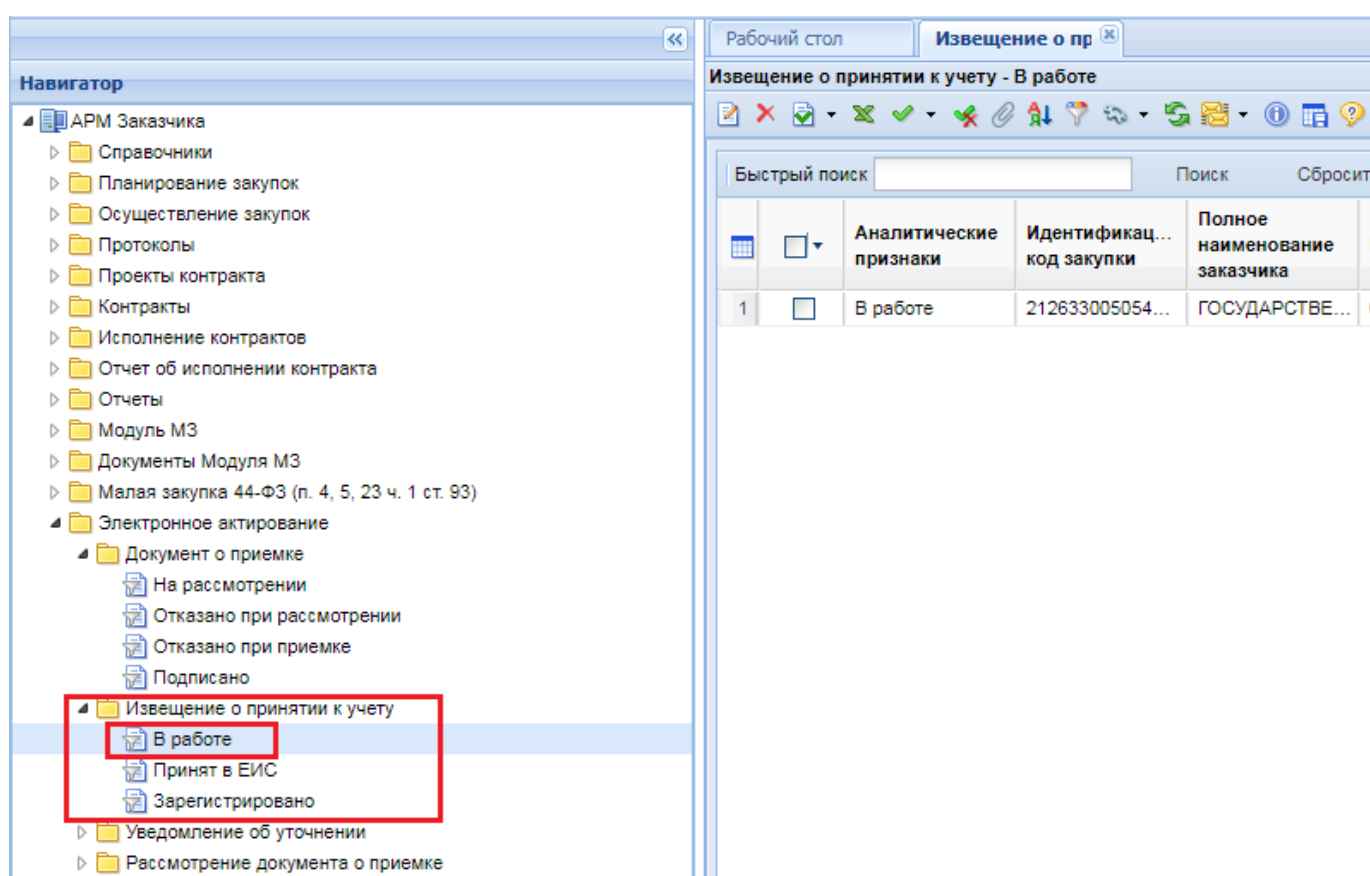 Навигатор
АРМ Заказчика
Справочники
Планирование закупок
Осуществление закупок
Протоколы
Проекты контракта
Контракты
Исполнение контрактов
Отчет об исполнении контракта
Отчеты
Модуль МЗ
Документы Модуля МЗ
Малая закупка 44-ФЗ (п. 4, 5, 23 ч. 1 ст. 93)
Электронное актирование
Документ о приемке
На рассмотрении
Отказано при рассмотрении
Отказано при приемке
Подписано
Извещение о принятии к учету
В работе
Принят в ЕИС
Зарегистрировано
Уведомление об уточнении
Рассмотрение документа о приемке
Рабочий стол Извещение о пр
Извещение о принятии к учету - В работе
Быстрый поиск Поиск Сбросит
Аналитические признаки
Идентификац... код закупки
Полное наименование заказчика
1 В работе 212633005054... ГОСУДАРСТВЕ...